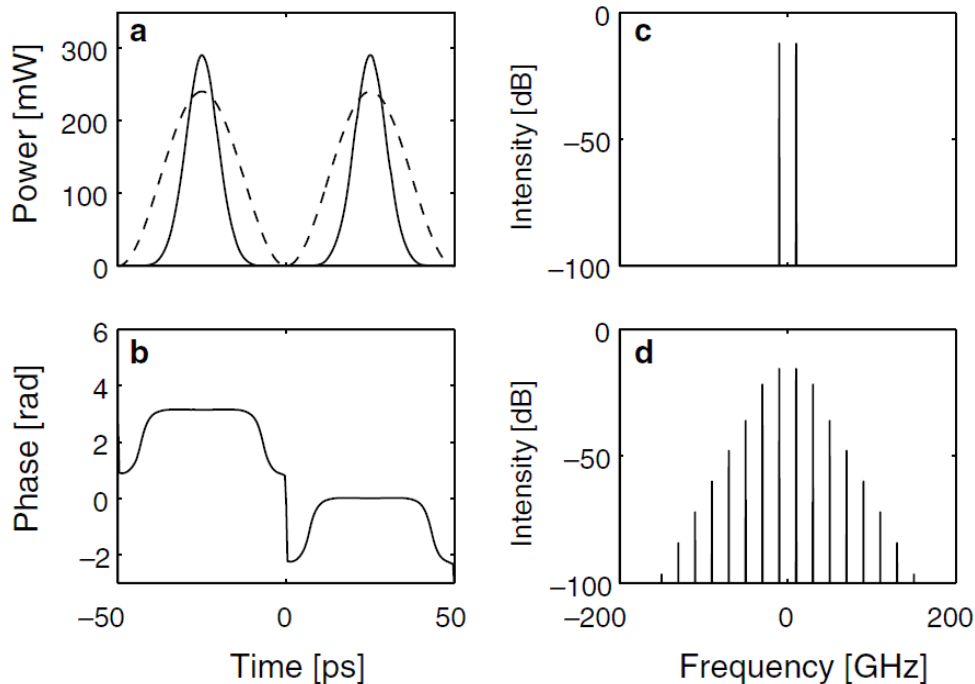 a
300
200
100
0
Power [mW]
b
6
4
2
0
−2
Phase [rad]
−50
0
50
Time [ps]
c
0
−50
−100
Intensity [dB]
d
0
−50
−100
Intensity [dB]
−200
0
200
Frequency [GHz]